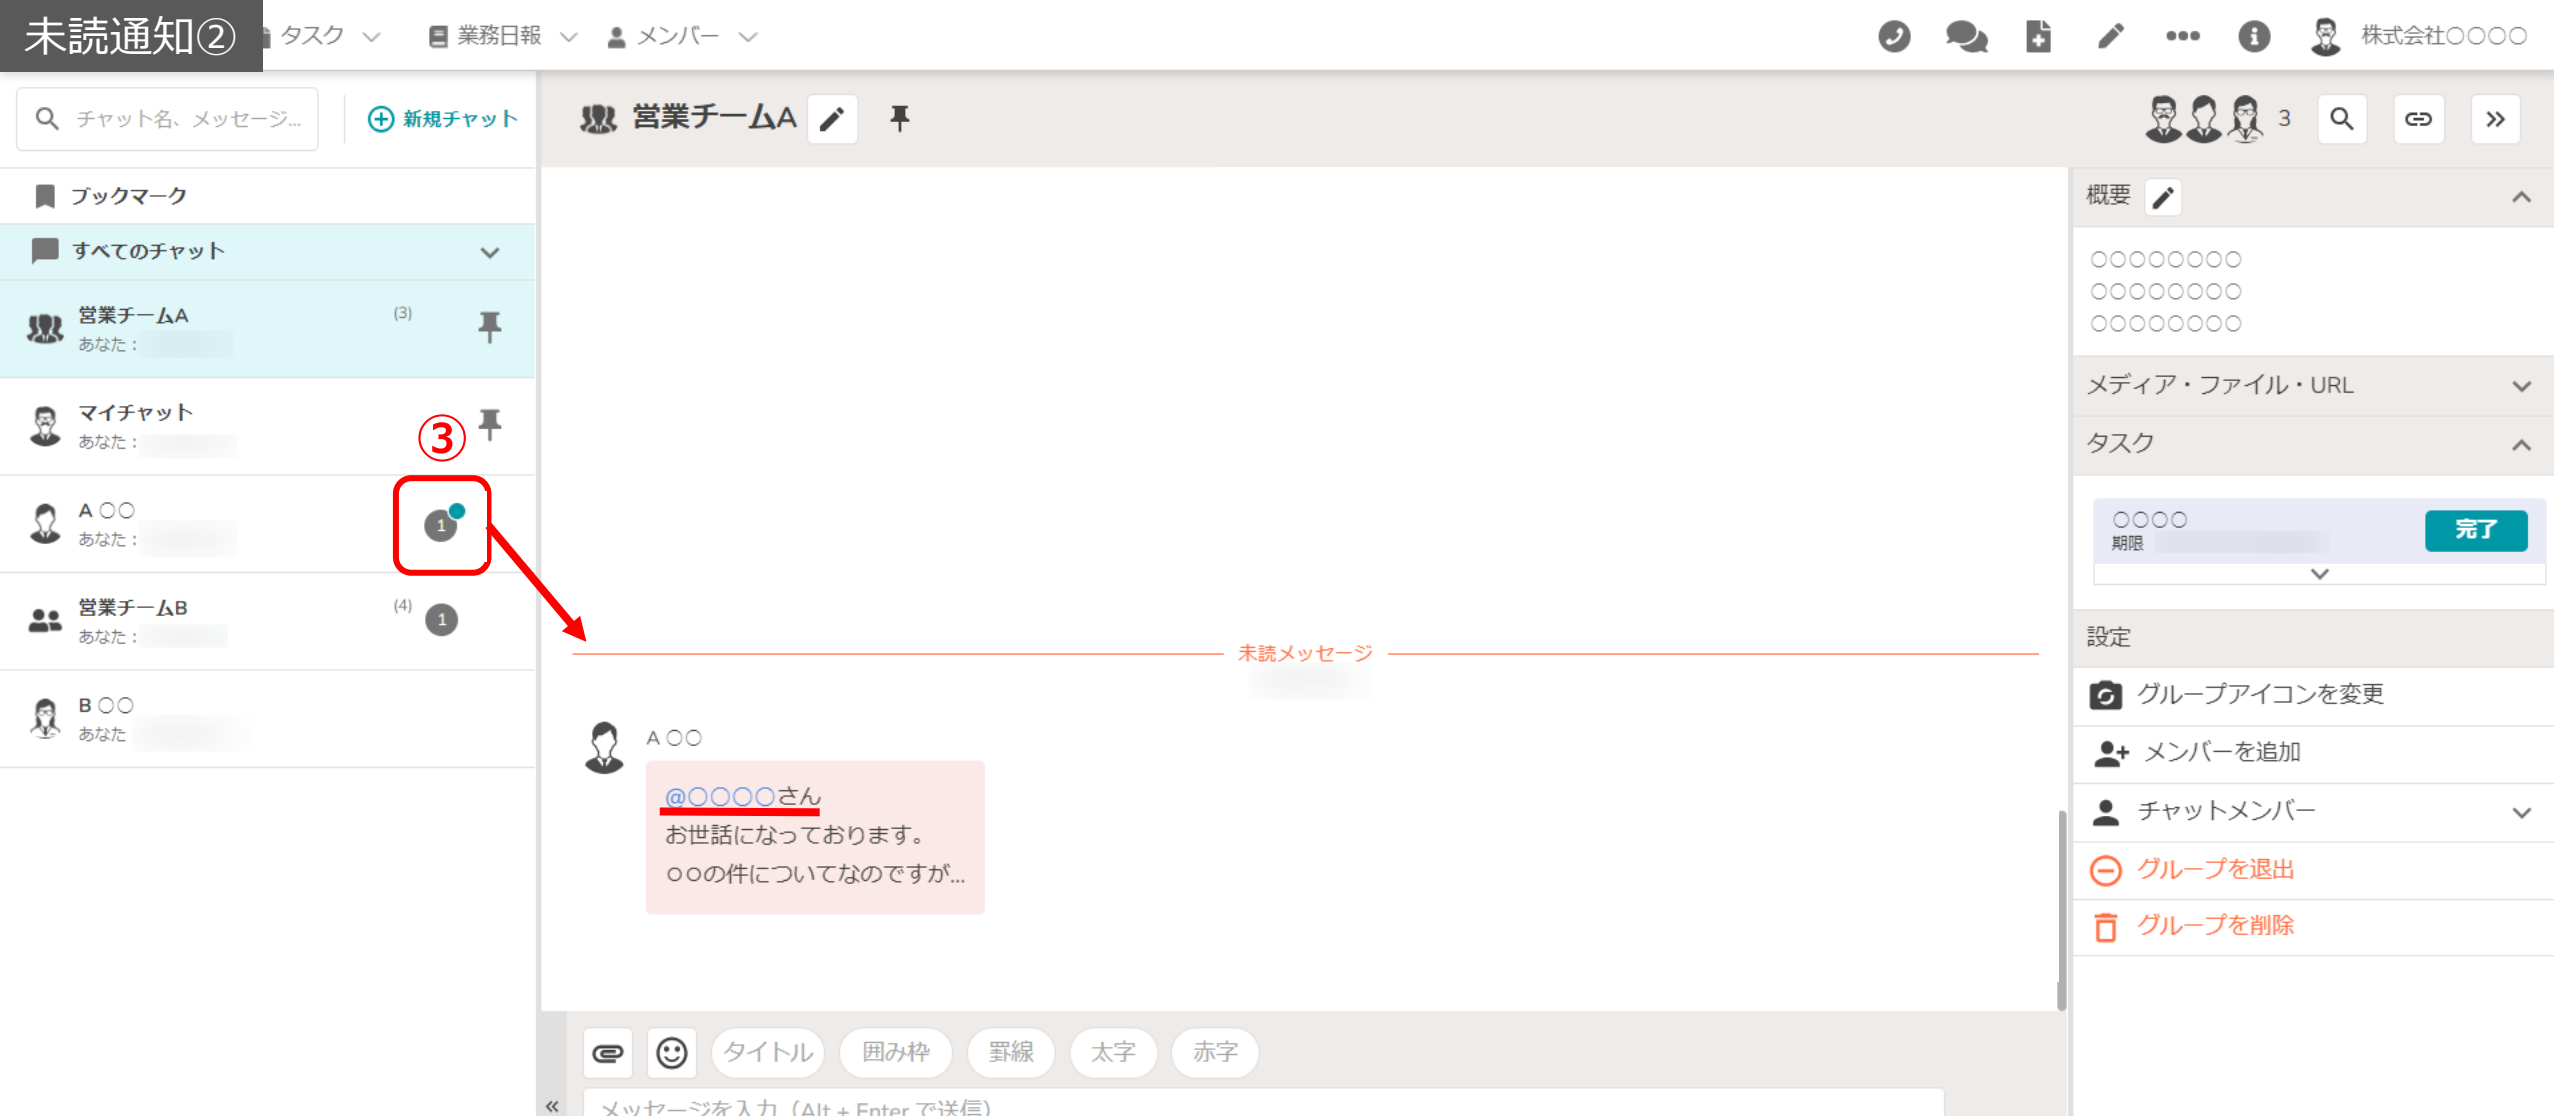 未読通知②
タスク
業務日報
メンバー
株式会社○○○○
チャット名、メッセージ...
新規チャット
ブックマーク
すべてのチャット
営業チームA
(3)
あなた：
マイチャット
あなた：
③
A ○○
あなた：
1
営業チームB
(4)
1
あなた：
B ○○
あなた
営業チームA
3
未読メッセージ
A ○○
@○○○○さん
お世話になっております。
○○の件についてなのですが...
タイトル
囲み枠
罫線
太字
赤字
メッセージを入力（Alt + Enter で送信）
概要
○○○○○○○○
○○○○○○○○
○○○○○○○○
メディア・ファイル・URL
タスク
○○○○
期限
完了
設定
グループアイコンを変更
メンバーを追加
チャットメンバー
グループを退出
グループを削除